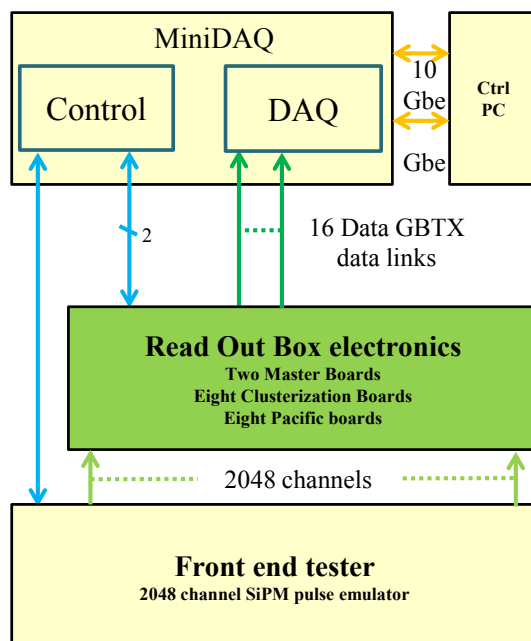 MiniDAQ
Control
DAQ
10
Gbe
Gbe
Ctrl
PC
2
16 Data GBTX
data links
Read Out Box electronics
Two Master Boards
Eight Clusterization Boards
Eight Pacific boards
2048 channels
Front end tester
2048 channel SiPM pulse emulator